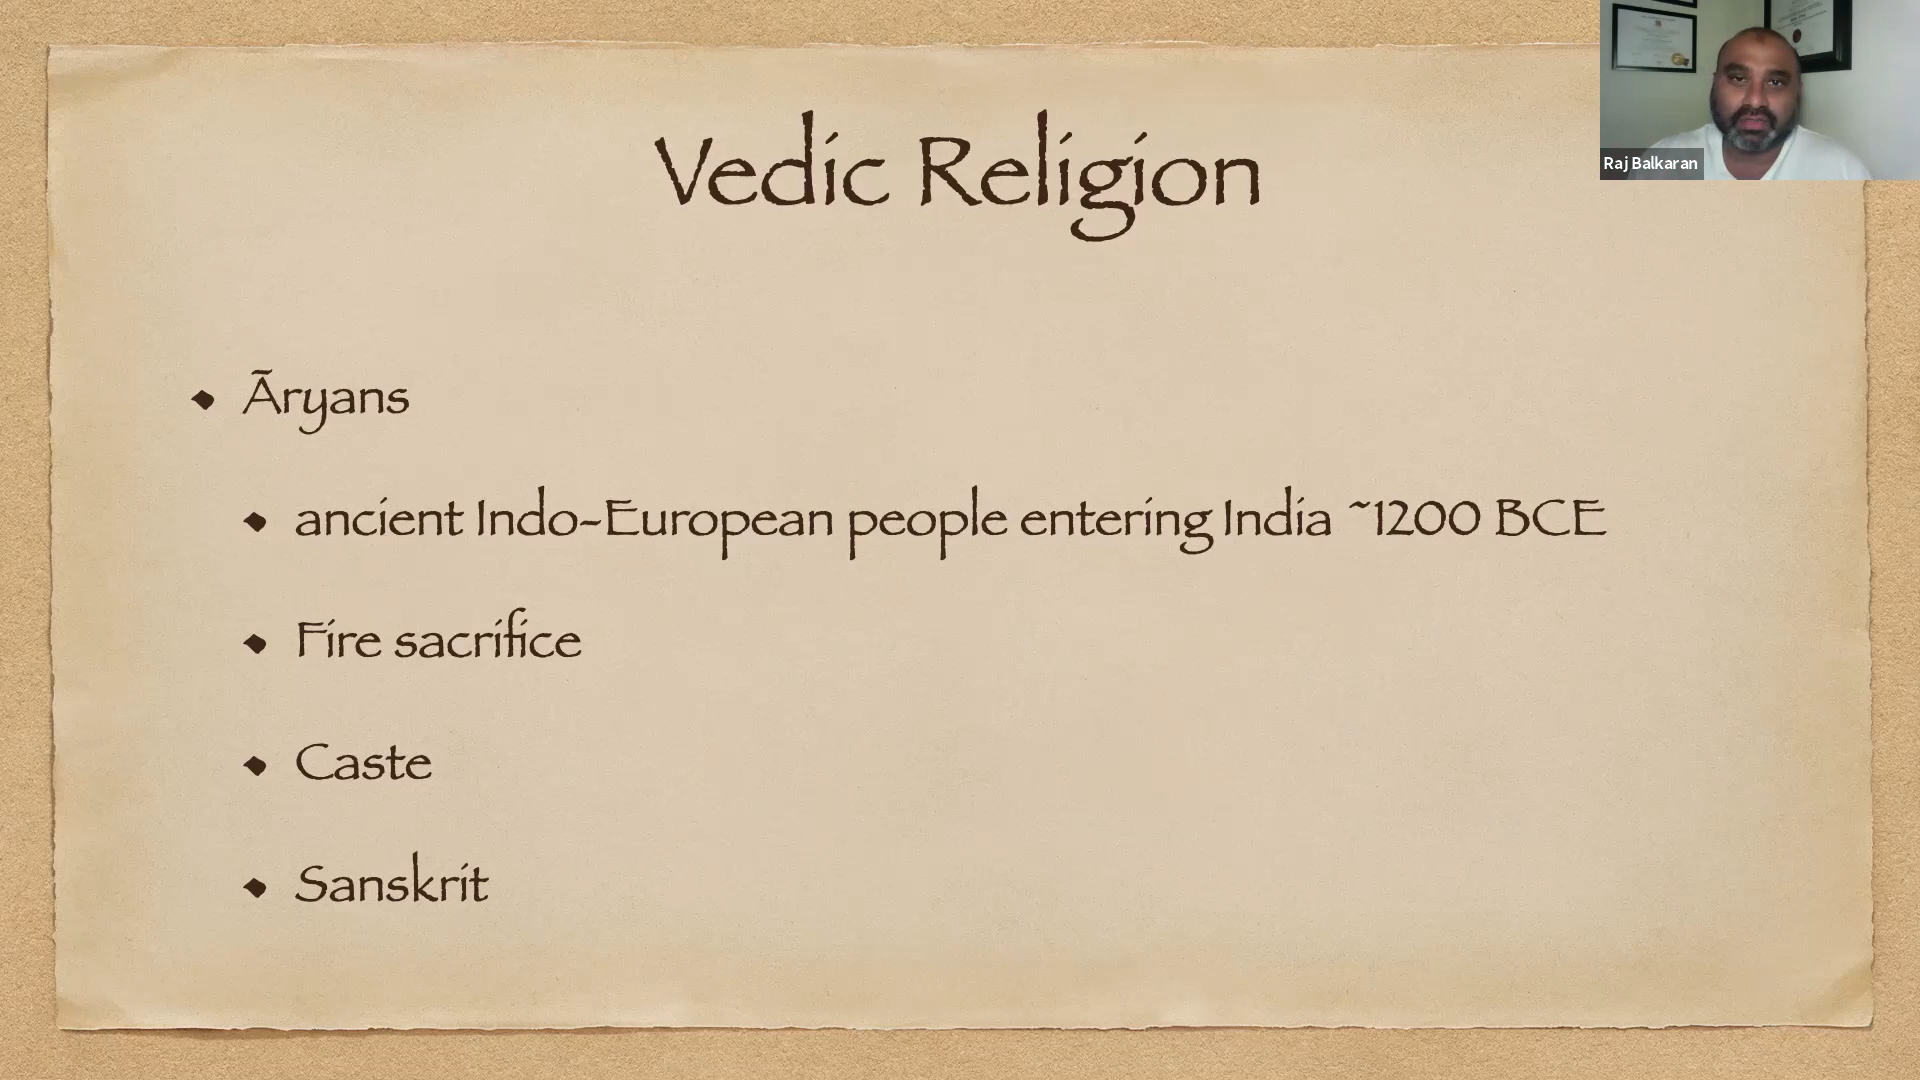 Vedic Religion
Raj Balkaran
Āryans
ancient Indo-European people entering India ~1200 BCE
Fire sacrifice
Caste
Sanskrit